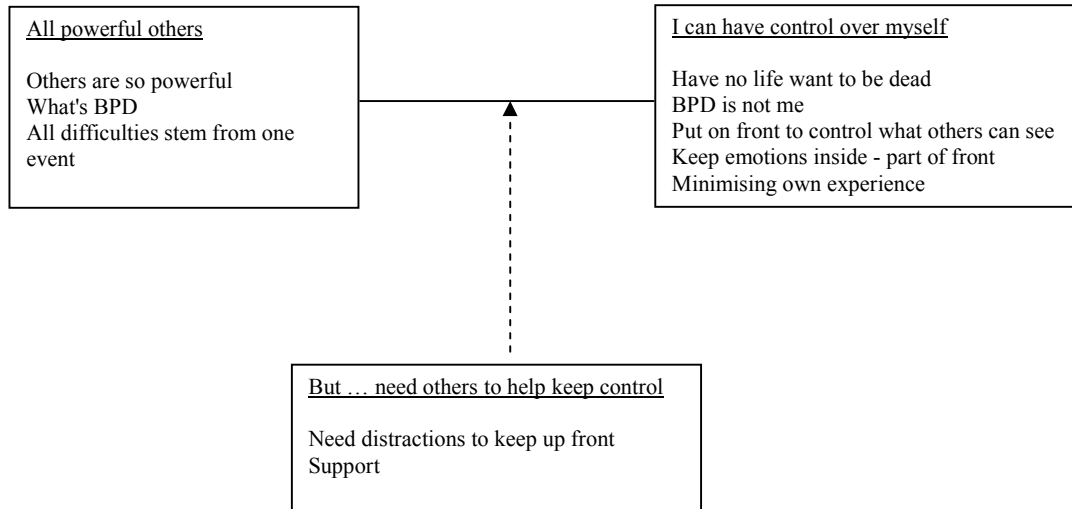 All powerful others
Others are so powerful
What's BPD
All difficulties stem from one
event
I can have control over myself
Have no life want to be dead
BPD is not me
Put on front to control what others can see
Keep emotions inside - part of front
Minimising own experience
But … need others to help keep control
Need distractions to keep up front
Support